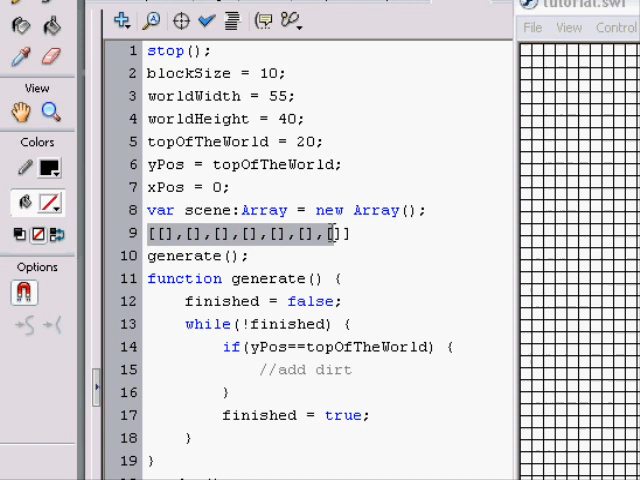 tutorial.swf
File View Control
View
Colors
Options
1 stop();
2 blockSize = 10;
3 worldWidth = 55;
4 worldHeight = 40;
5 topOfTheWorld = 20;
6 yPos = topOfTheWorld;
7 xPos = 0;
8 var scene:Array = new Array();
9 [[],[],[],[],[],[],[]]
10 generate();
11 function generate() {
12 finished = false;
13 while(!finished) {
14 if(yPos==topOfTheWorld) {
15 //add dirt
16 }
17 finished = true;
18 }
19 }